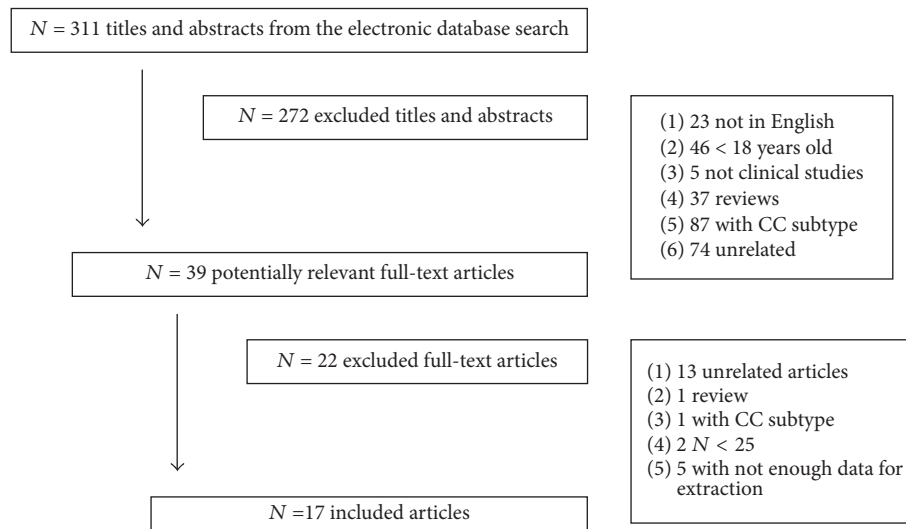 N = 311 titles and abstracts from the electronic database search
N = 272 excluded titles and abstracts
(1) 23 not in English
(2) 46 < 18 years old
(3) 5 not clinical studies
(4) 37 reviews
(5) 87 with CC subtype
(6) 74 unrelated
N = 39 potentially relevant full-text articles
N = 22 excluded full-text articles
(1) 13 unrelated articles
(2) 1 review
(3) 1 with CC subtype
(4) 2 N < 25
(5) 5 with not enough data for
extraction
N =17 included articles